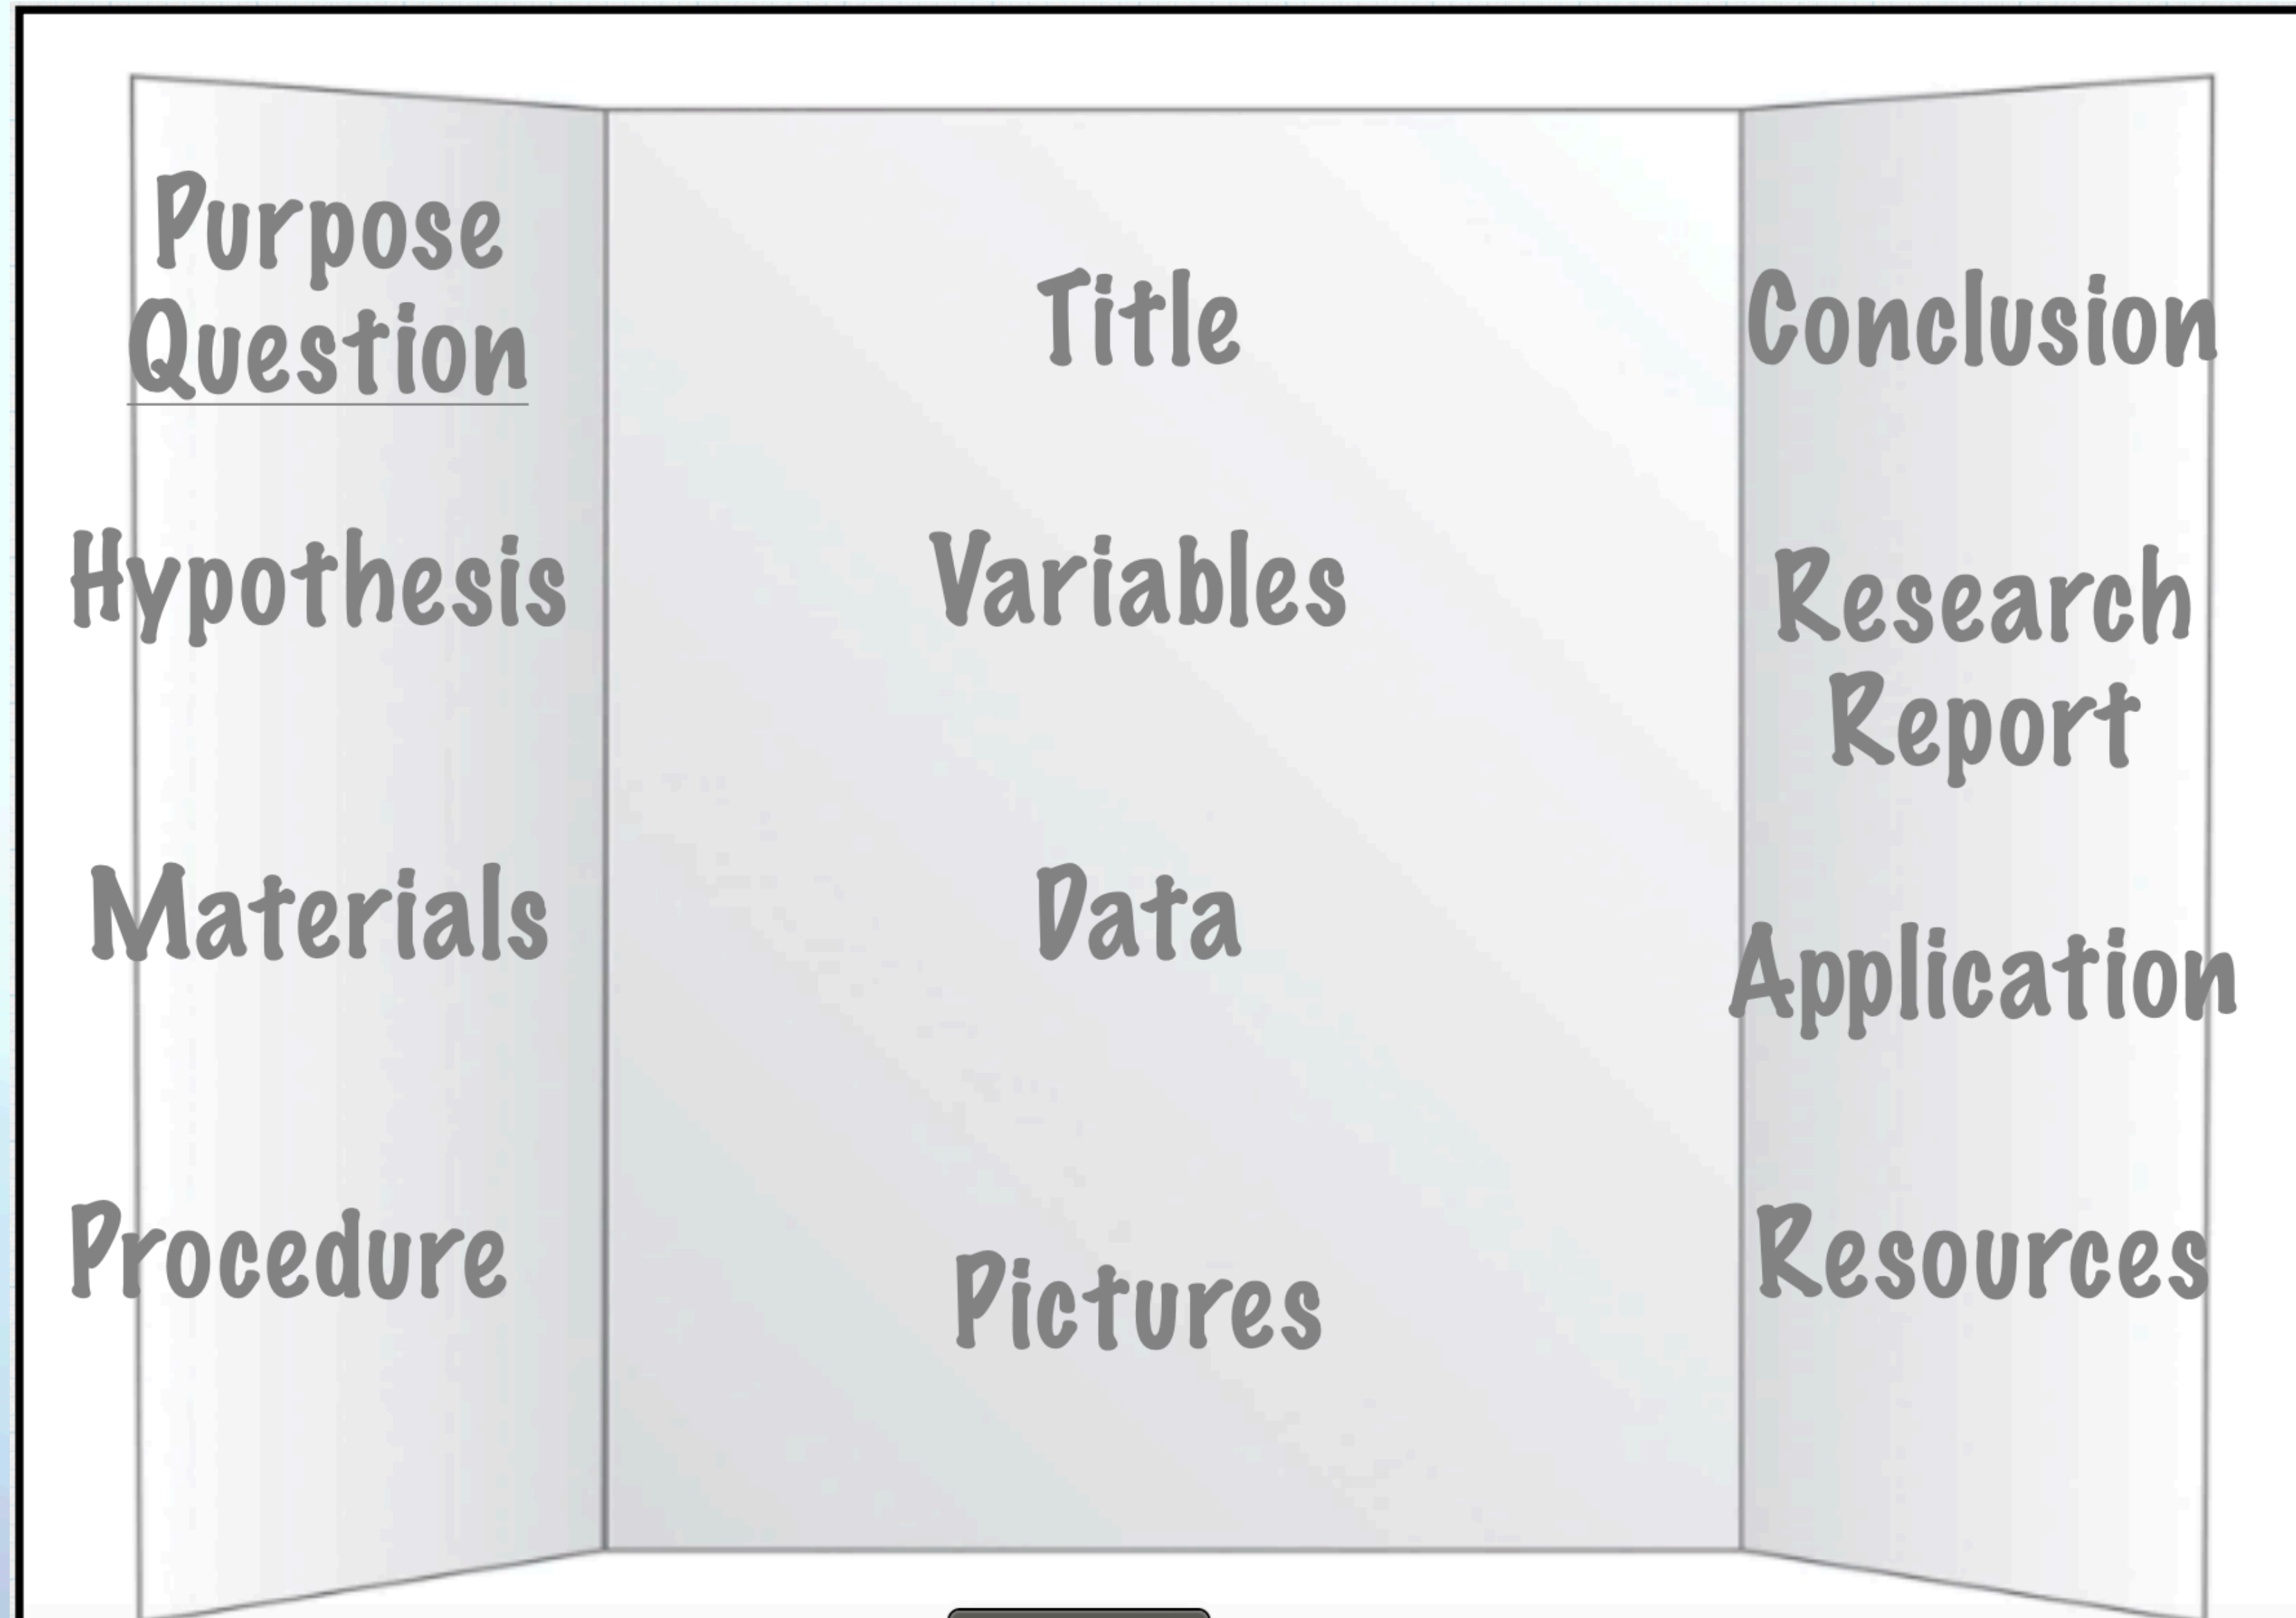 Purpose
Question
Hypothesis
Materials
Procedure
Title
Variables
Data
Pictures
Conclusion
Research
Report
Application
Resources